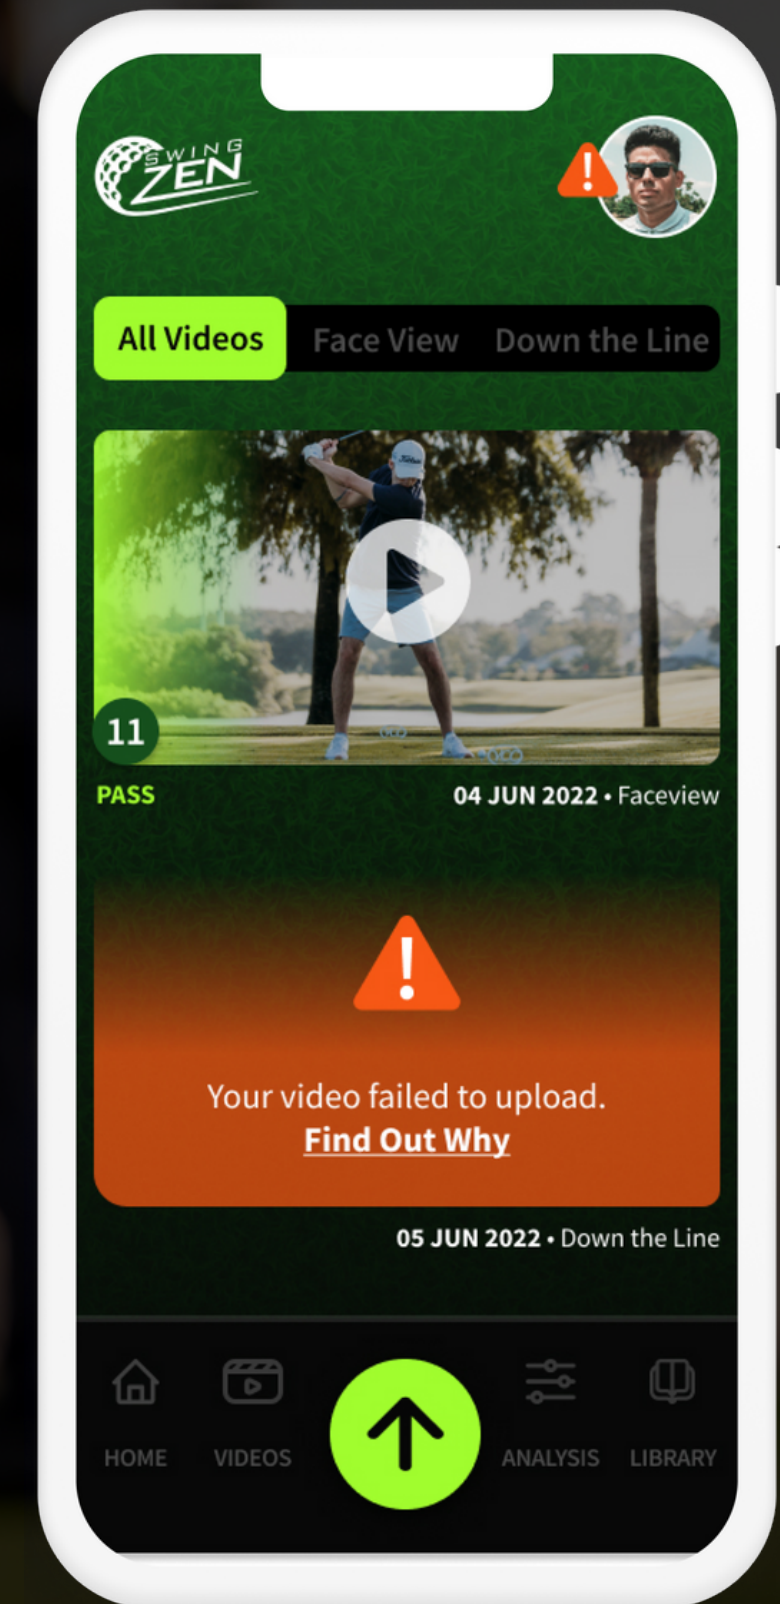 SWING
ZEN
All Videos
Face View
Down the Line
11
PASS
04 JUN 2022 • Faceview
!
Your video failed to upload.
Find Out Why
05 JUN 2022 • Down the Line
HOME
VIDEOS
ANALYSIS
LIBRARY